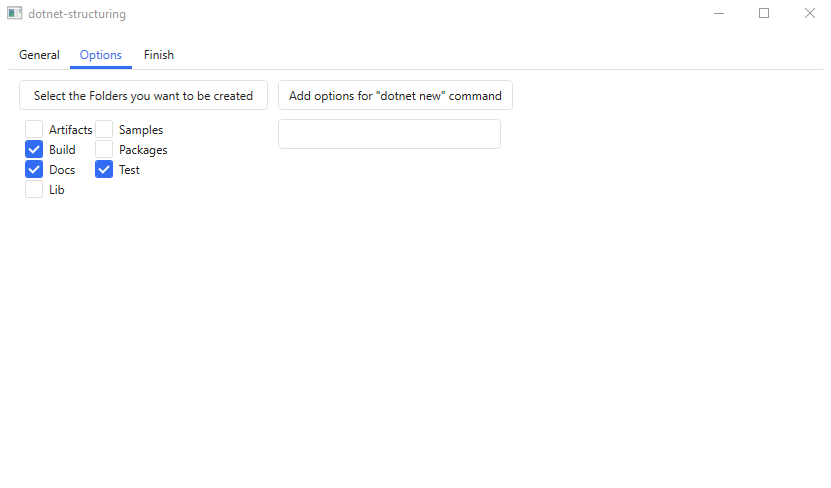 dotnet-structuring
General Options Finish
Select the Folders you want to be created Add options for "dotnet new" command
Artifacts Samples
Build Packages
Docs Test
Lib